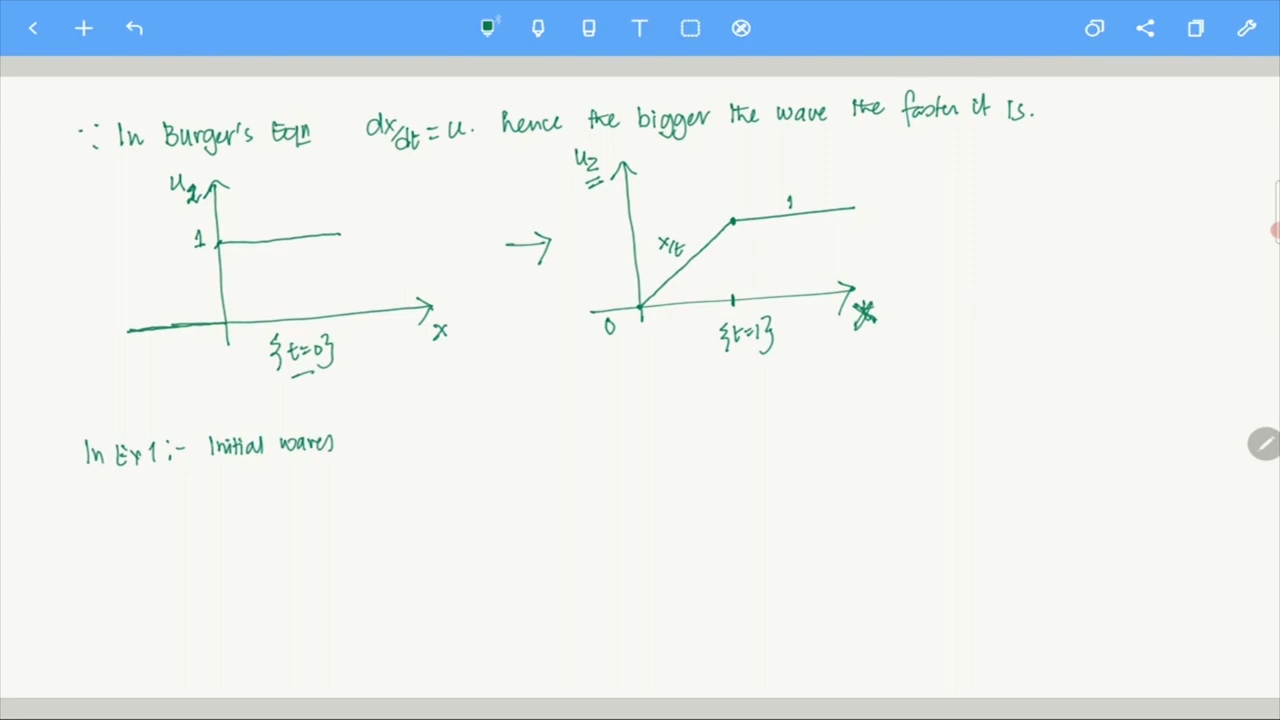 ∵ In Burger's Eqn dx/dt = u. hence the bigger the wave the faster it is.
u2
1
x
{t=0}
u2
x/t
1
0
{t=1}
x
In Ex 1 :- Initial waves